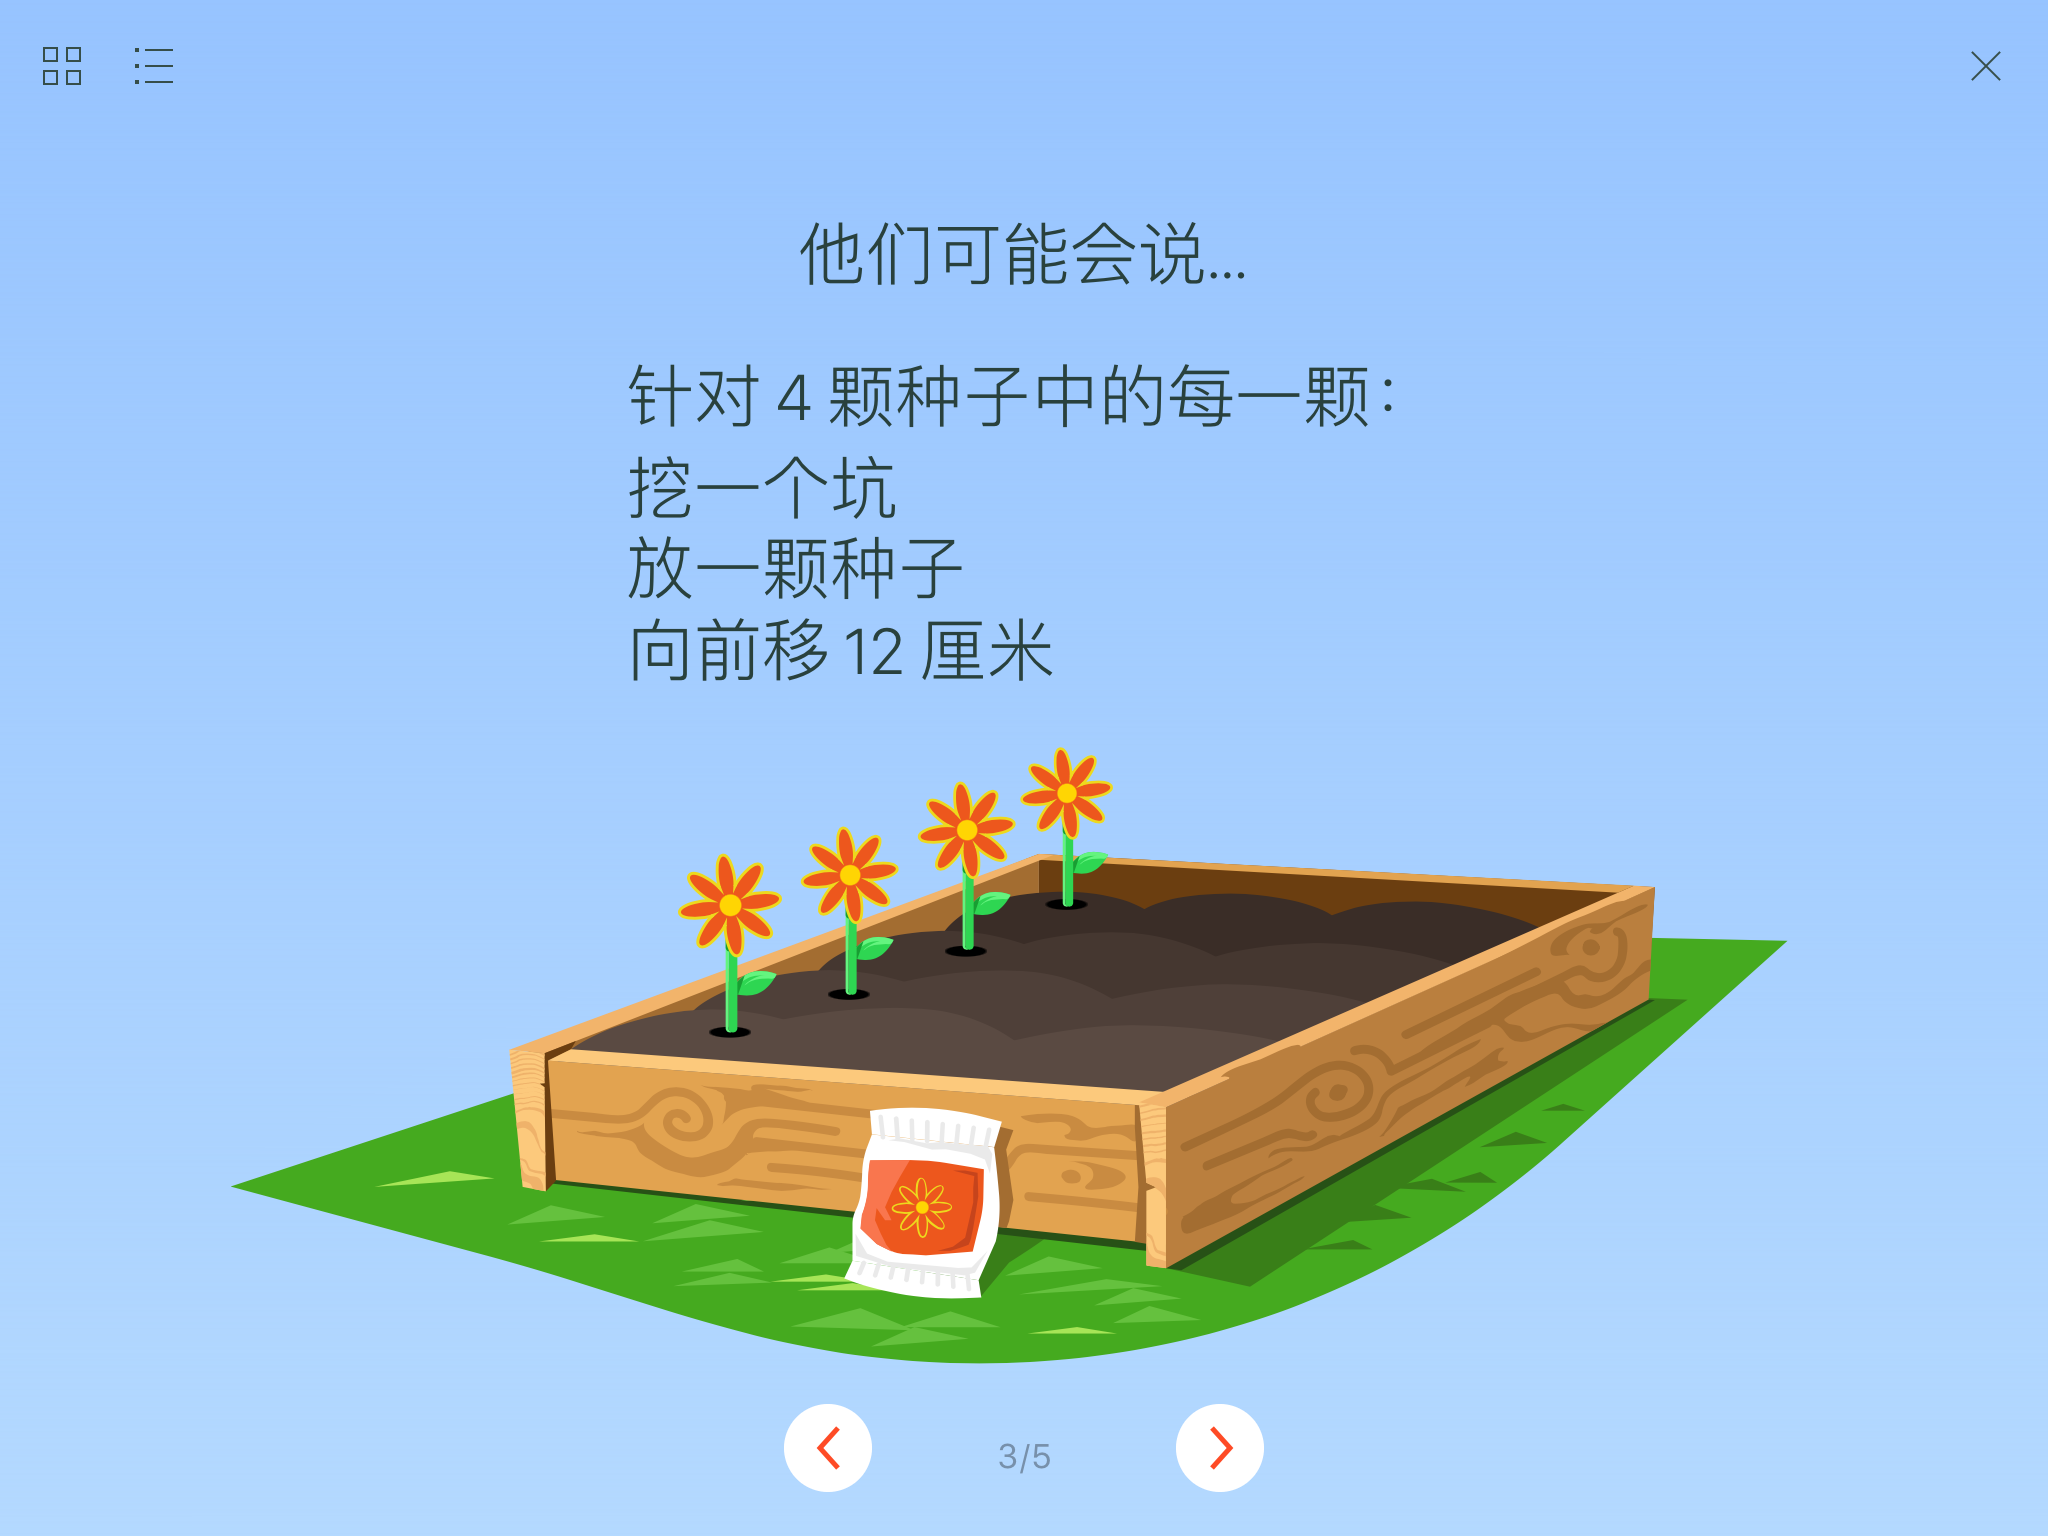 他们可能会说...
针对 4 颗种子中的每一颗：
挖一个坑
放一颗种子
向前移 12 厘米
3/5